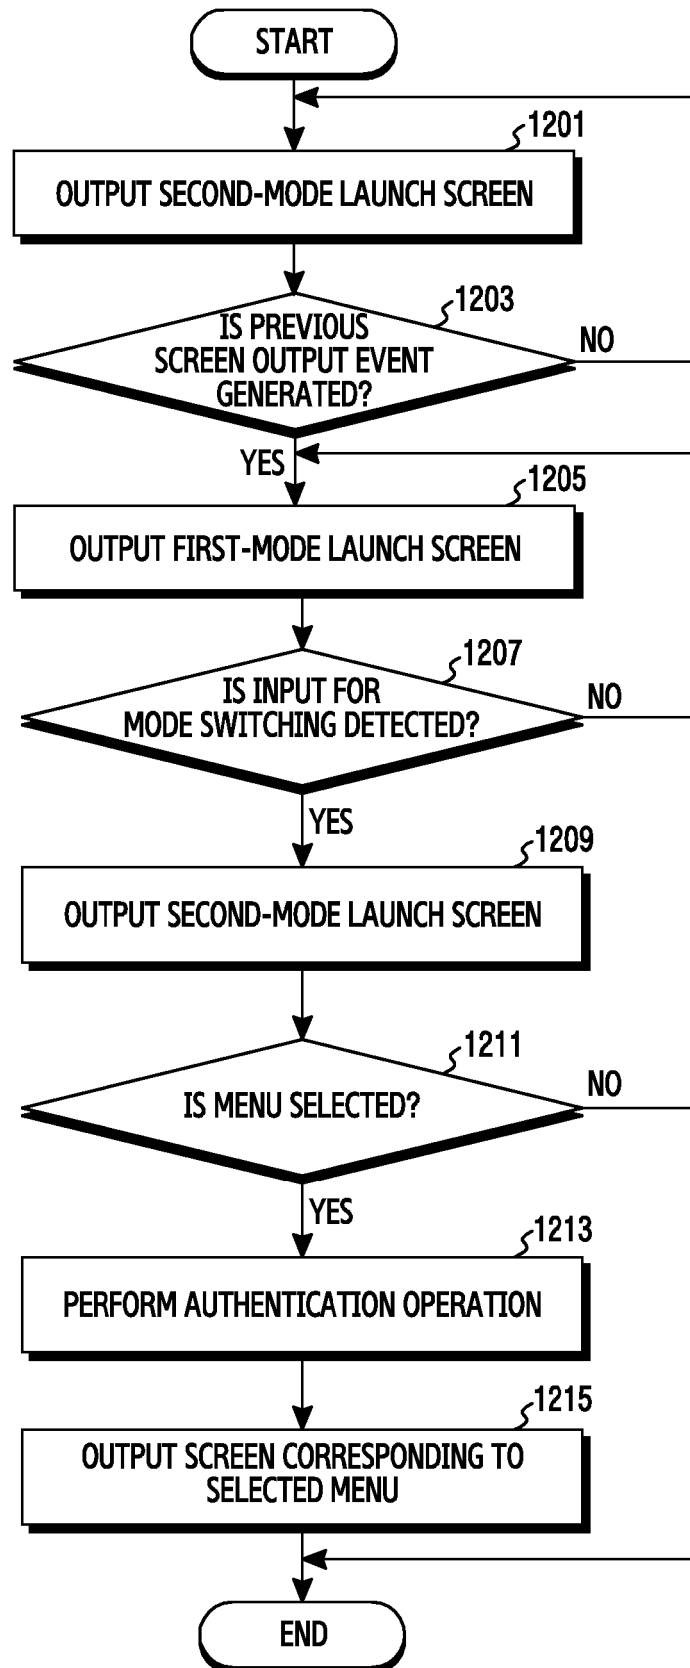 START
1201
OUTPUT SECOND-MODE LAUNCH SCREEN
1203
IS PREVIOUS
SCREEN OUTPUT EVENT
GENERATED?
NO
YES
1205
OUTPUT FIRST-MODE LAUNCH SCREEN
1207
IS INPUT FOR
MODE SWITCHING DETECTED?
NO
YES
1209
OUTPUT SECOND-MODE LAUNCH SCREEN
1211
IS MENU SELECTED?
NO
YES
1213
PERFORM AUTHENTICATION OPERATION
1215
OUTPUT SCREEN CORRESPONDING TO
SELECTED MENU
END